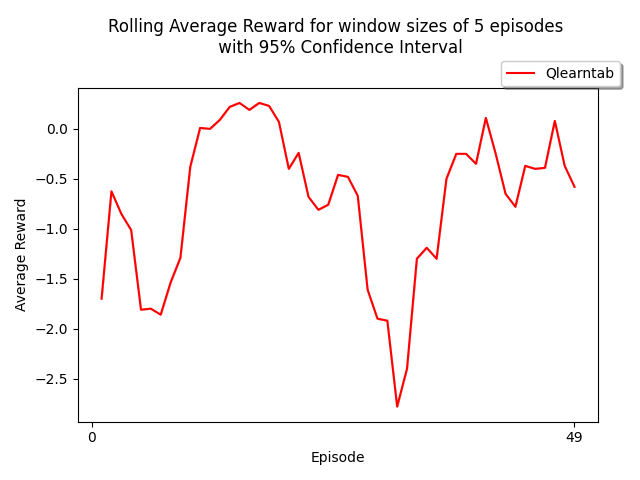 Rolling Average Reward for window sizes of 5 episodes
with 95% Confidence Interval
Qlearntab
0.0
−0.5
−1.0
−1.5
−2.0
−2.5
Average Reward
0
49
Episode